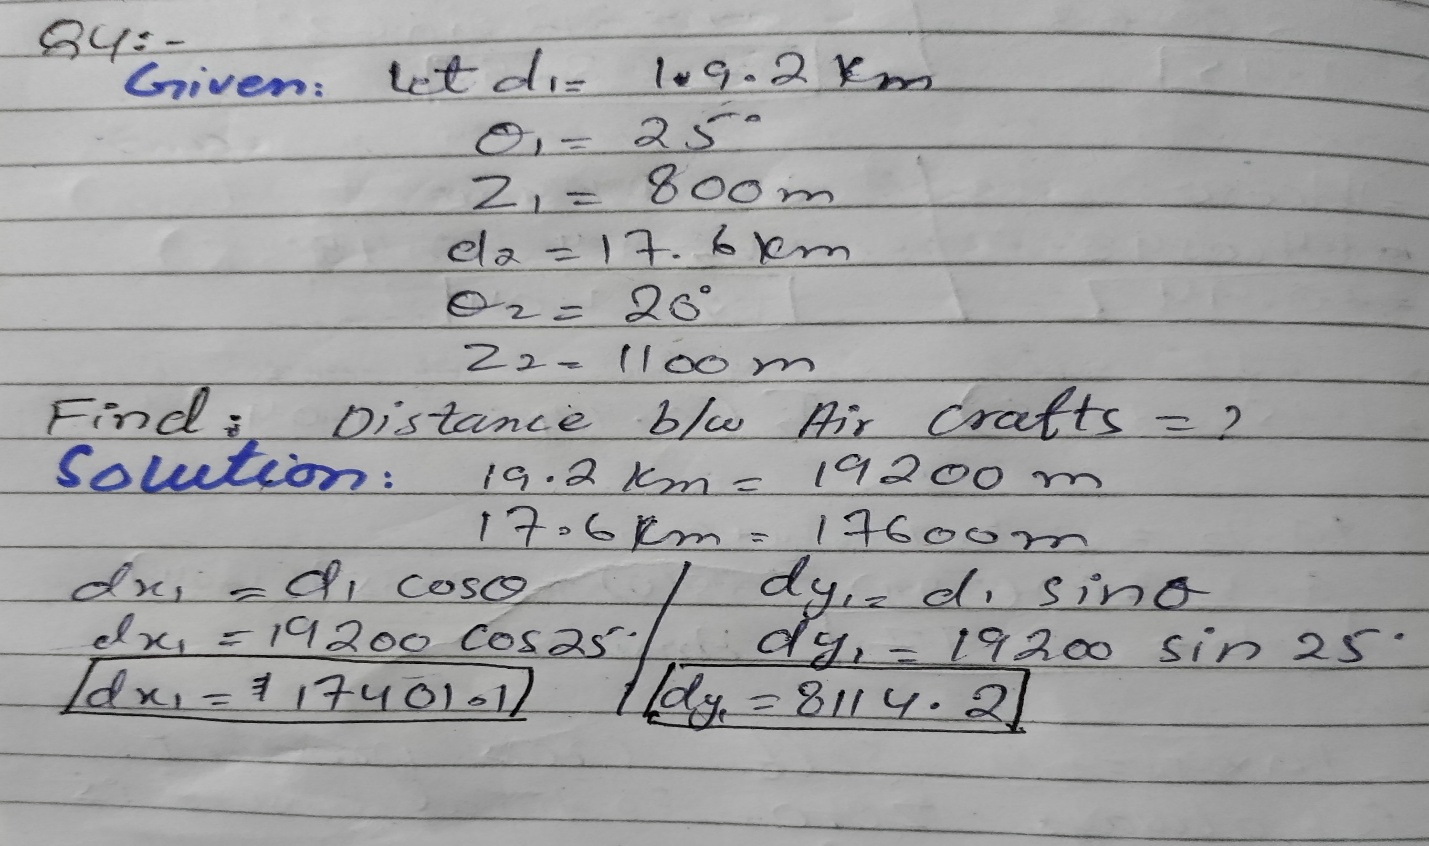 Q4:-
Given: let d₁= 19.2 Km
θ₁= 25°
Z₁= 800m
d2 = 17.6 km
θ2 = 20°
Z2= 1100 m
Find: Distance b/w Air Crafts = ?
Solution: 19.2 Km = 19200 m
17.6 Km = 17600m
dx₁ = d₁ cosθ / dy₁= d₁ sinθ
dx₁ = 19200 cos25° / dy₁ = 19200 sin 25°
dx₁ = 17401.1 / dy₁ = 8114.2